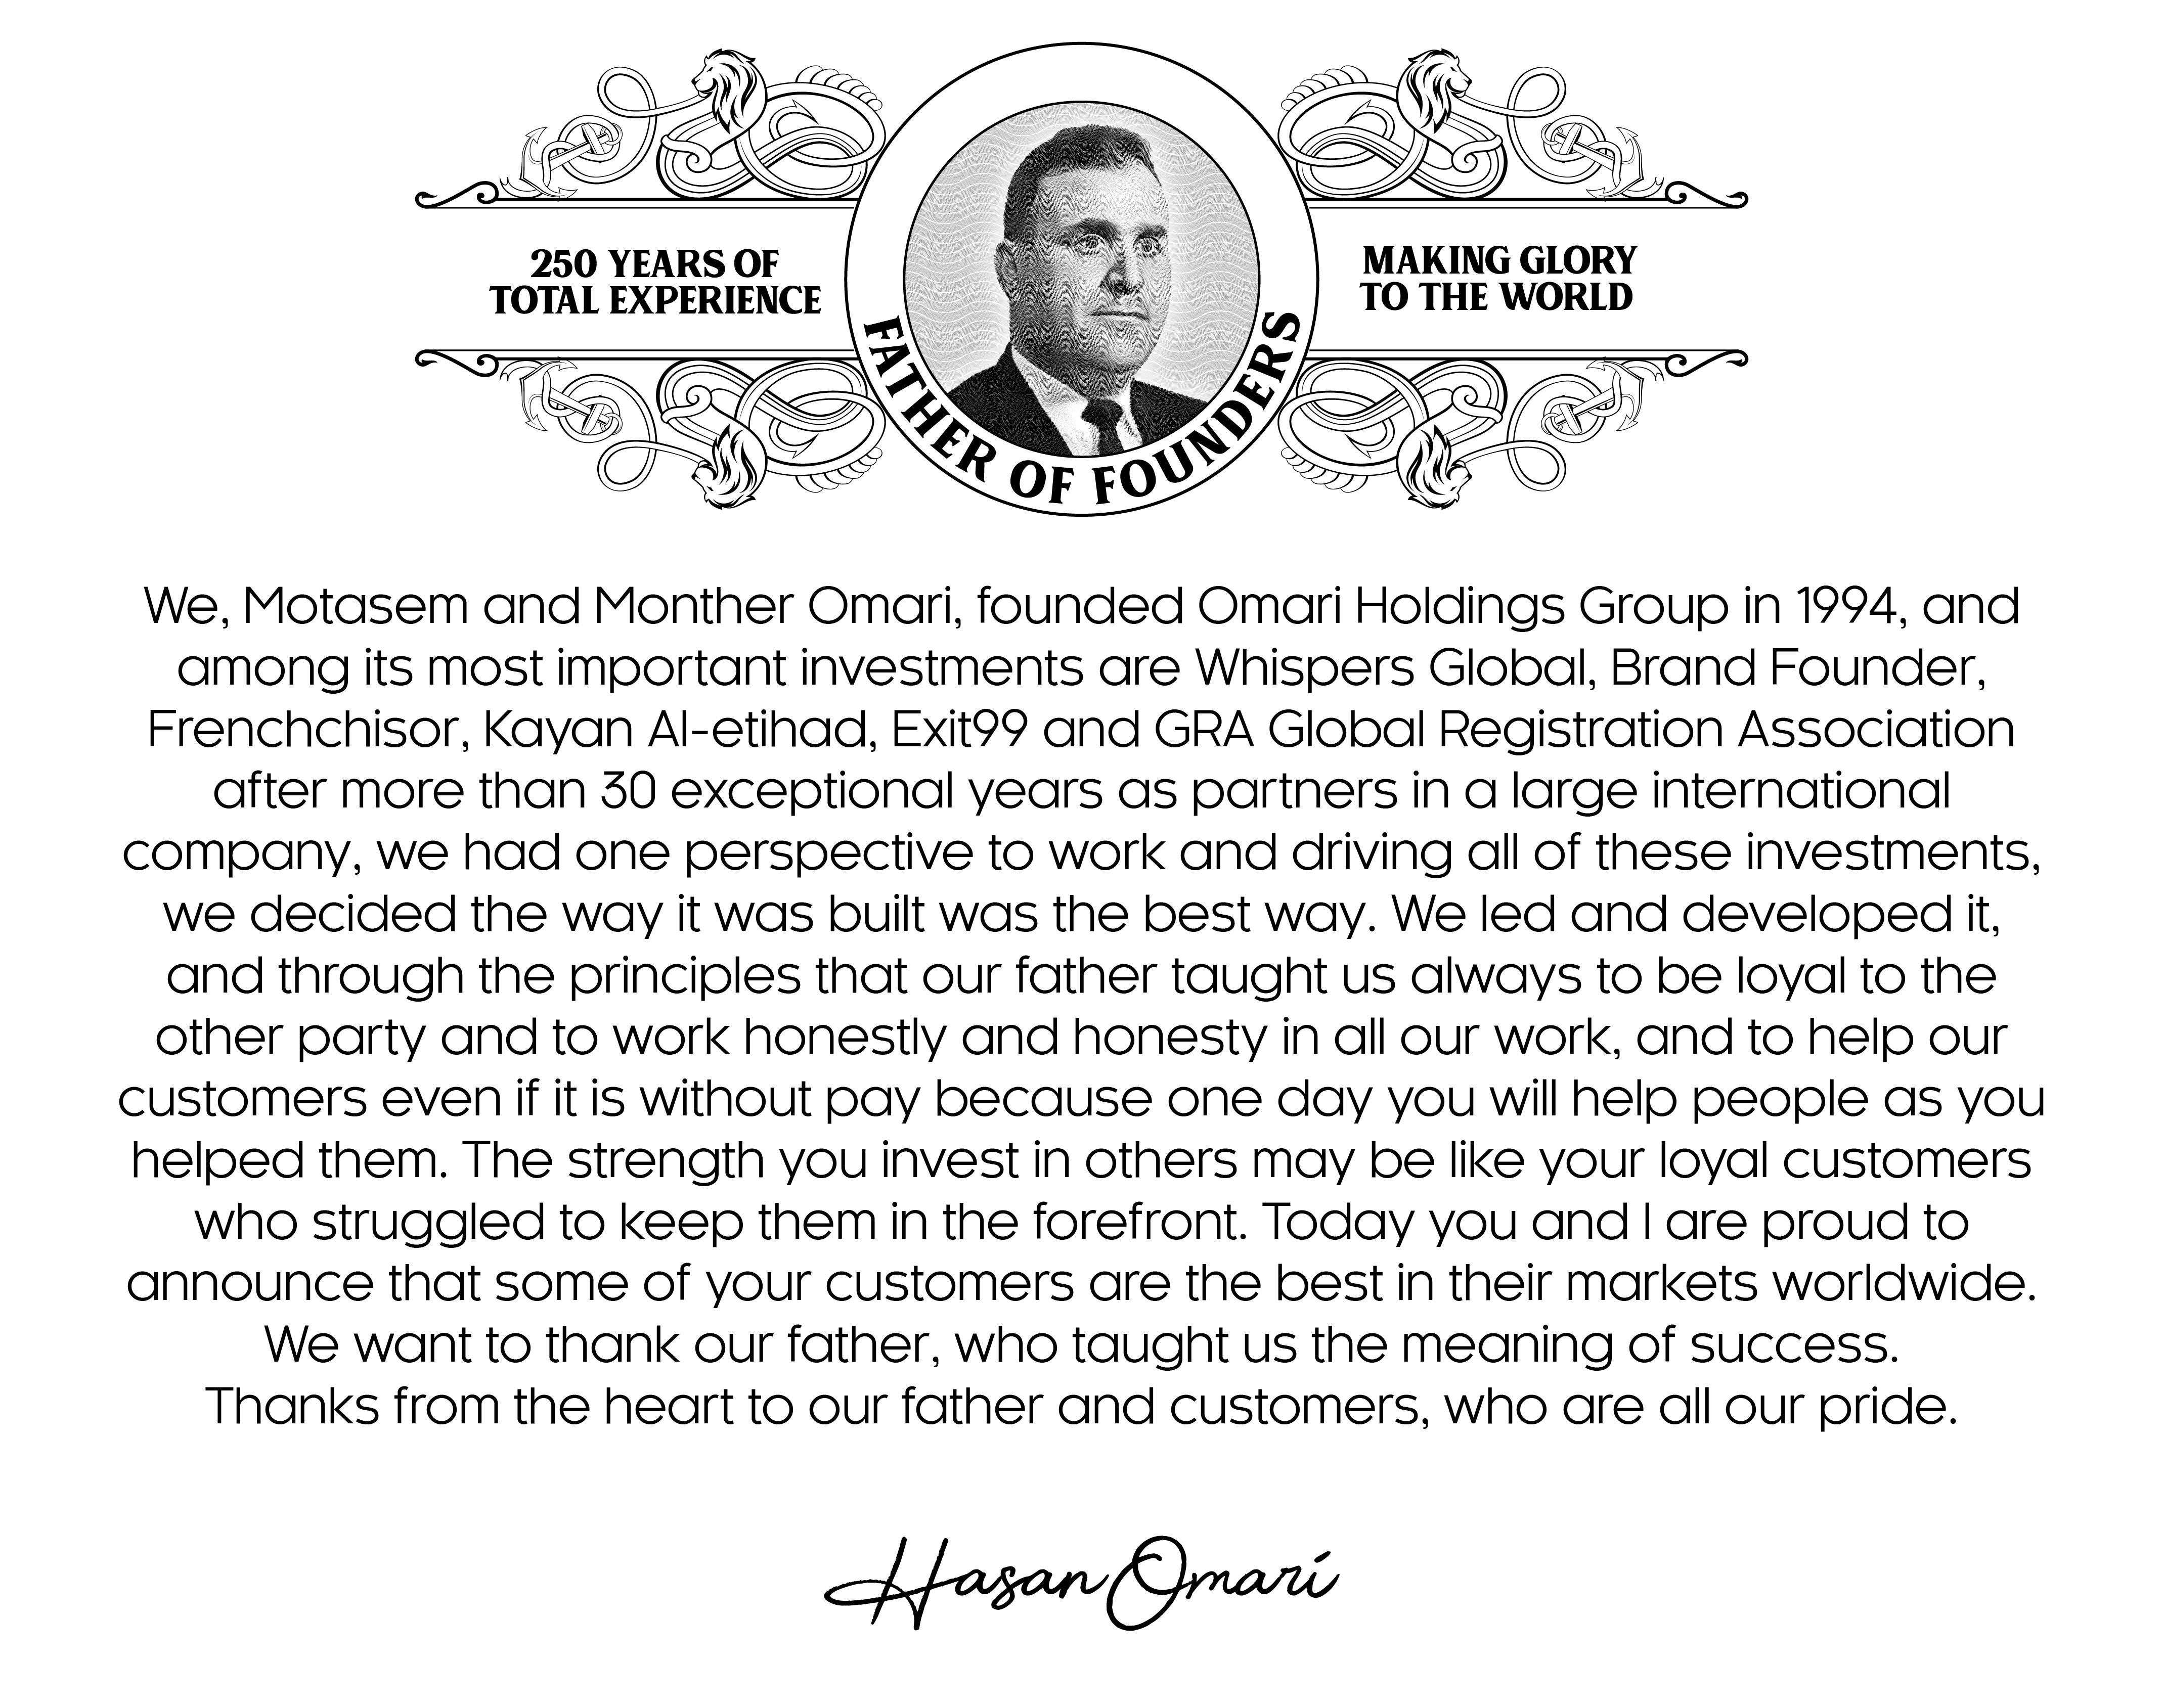 250 YEARS OF
TOTAL EXPERIENCE
MAKING GLORY
TO THE WORLD
FATHER OF FOUNDERS
We, Motasem and Monther Omari, founded Omari Holdings Group in 1994, and
among its most important investments are Whispers Global, Brand Founder,
Frenchchisor, Kayan Al-etihad, Exit99 and GRA Global Registration Association
after more than 30 exceptional years as partners in a large international
company, we had one perspective to work and driving all of these investments,
we decided the way it was built was the best way. We led and developed it,
and through the principles that our father taught us always to be loyal to the
other party and to work honestly and honesty in all our work, and to help our
customers even if it is without pay because one day you will help people as you
helped them. The strength you invest in others may be like your loyal customers
who struggled to keep them in the forefront. Today you and I are proud to
announce that some of your customers are the best in their markets worldwide.
We want to thank our father, who taught us the meaning of success.
Thanks from the heart to our father and customers, who are all our pride.
Hasan Omari